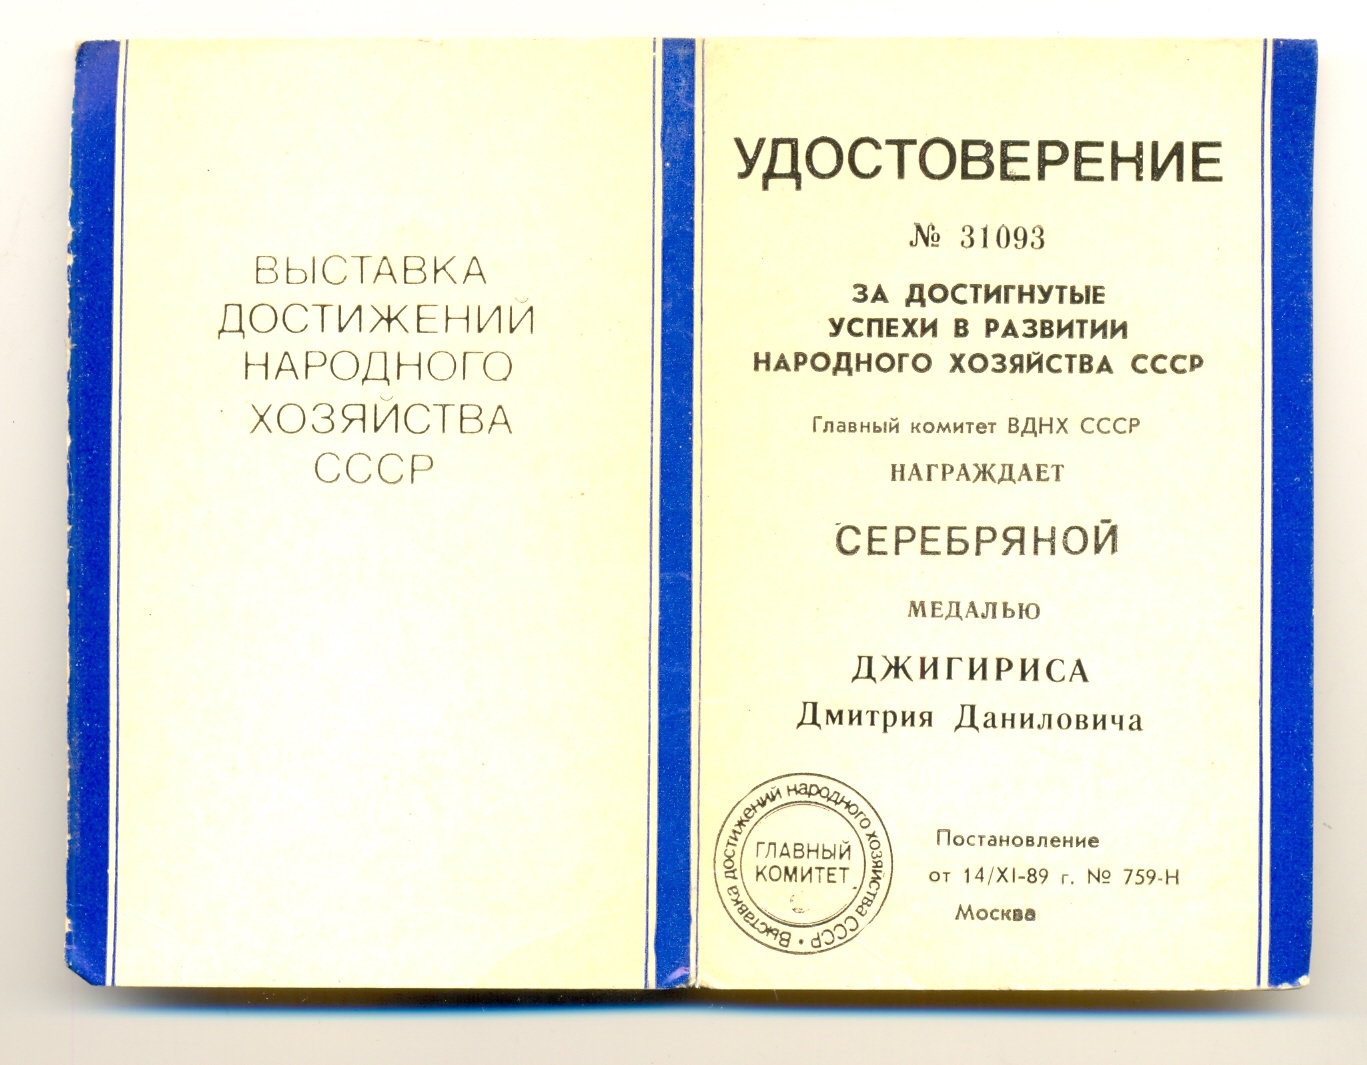 ВЫСТАВКА
ДОСТИЖЕНИЙ
НАРОДНОГО
ХОЗЯЙСТВА
СССР
УДОСТОВЕРЕНИЕ
№ 31093
ЗА ДОСТИГНУТЫЕ
УСПЕХИ В РАЗВИТИИ
НАРОДНОГО ХОЗЯЙСТВА СССР
Главный комитет ВДНХ СССР
НАГРАЖДАЕТ
СЕРЕБРЯНОЙ
МЕДАЛЬЮ
ДЖИГИРИСА
Дмитрия Даниловича
Выставка достижений народного хозяйства СССР •
ГЛАВНЫЙ
КОМИТЕТ
Постановление
от 14/XI-89 г. № 759-Н
Москва